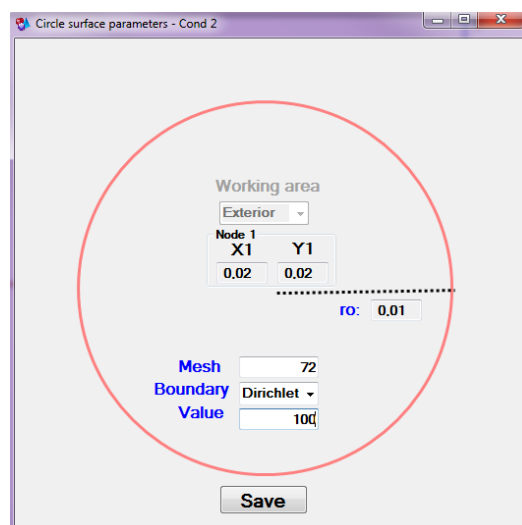 Circle surface parameters - Cond 2
Working area
Exterior
Node 1
X1 Y1
0,02 0,02
ro: 0,01
Mesh 72
Boundary Dirichlet
Value 100
Save